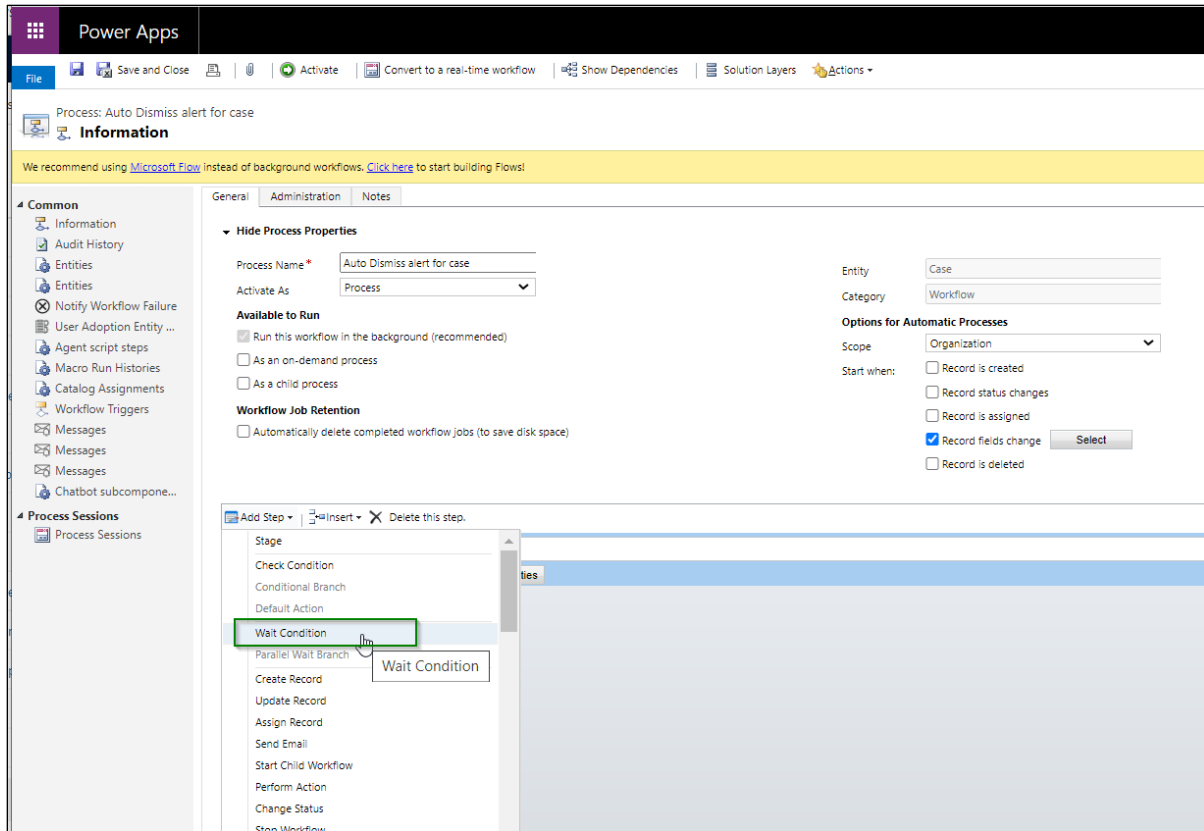 Power Apps
File
Save and Close
Activate
Convert to a real-time workflow
Show Dependencies
Solution Layers
Actions
Process: Auto Dismiss alert for case
Information
We recommend using Microsoft Flow instead of background workflows. Click here to start building Flows!
Common
Information
Audit History
Entities
Entities
Notify Workflow Failure
User Adoption Entity ...
Agent script steps
Macro Run Histories
Catalog Assignments
Workflow Triggers
Messages
Messages
Messages
Chatbot subcompone...
Process Sessions
Process Sessions
General Administration Notes
Hide Process Properties
Process Name* Auto Dismiss alert for case
Activate As Process
Available to Run
Run this workflow in the background (recommended)
As an on-demand process
As a child process
Workflow Job Retention
Automatically delete completed workflow jobs (to save disk space)
Entity Case
Category Workflow
Options for Automatic Processes
Scope Organization
Start when: Record is created
Record status changes
Record is assigned
Record fields change Select
Record is deleted
Add Step Insert Delete this step.
Stage
Check Condition
ties
Conditional Branch
Default Action
Wait Condition
Parallel Wait Branch
Wait Condition
Create Record
Update Record
Assign Record
Send Email
Start Child Workflow
Perform Action
Change Status
Stop Workflow